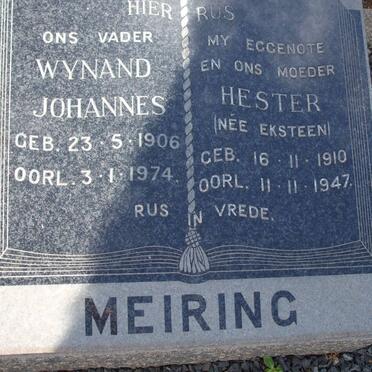 HIER RUS
ONS VADER
WYNAND
JOHANNES
GEB. 23·5·1906
OORL. 3·1·1974.
MY EGGENOTE
EN ONS MOEDER
HESTER
(NÉE EKSTEEN)
GEB. 16·11·1910
OORL. 11·11·1947.
RUS IN VREDE.
MEIRING